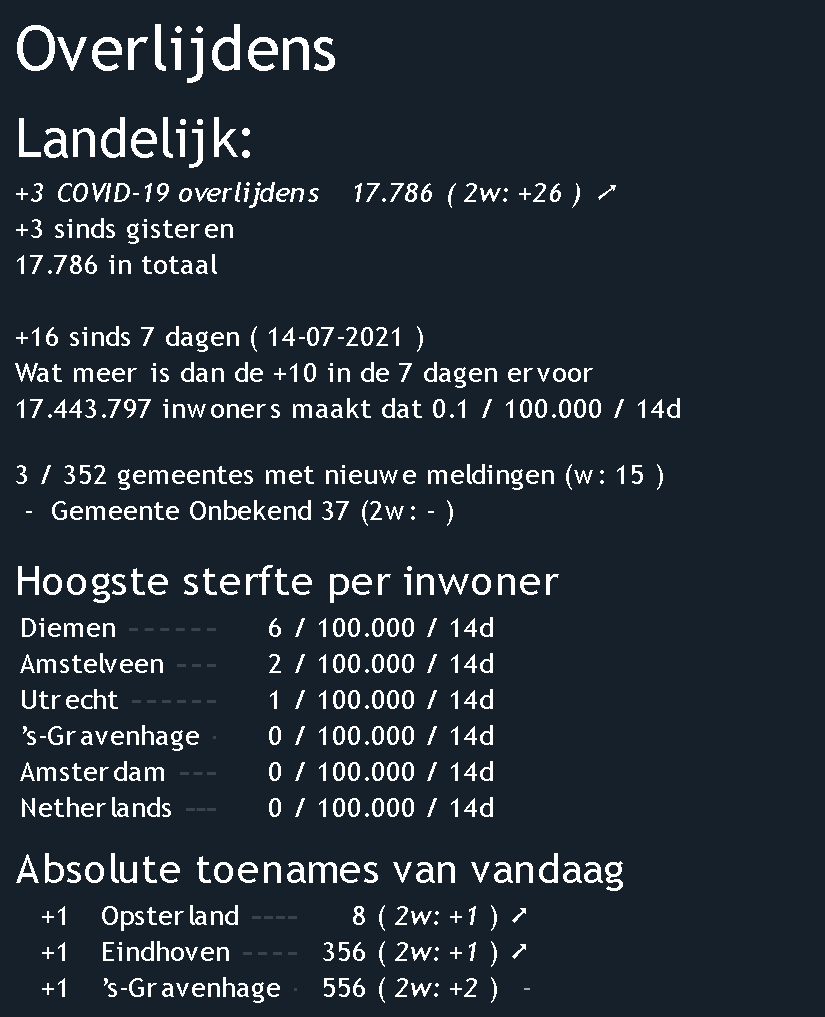 Overlijdens
Landelijk:
+3 COVID-19 overlijdens 17.786 ( 2w: +26 ) ↗
+3 sinds gisteren
17.786 in totaal
+16 sinds 7 dagen ( 14-07-2021 )
Wat meer is dan de +10 in de 7 dagen ervoor
17.443.797 inwoners maakt dat 0.1 / 100.000 / 14d
3 / 352 gemeentes met nieuwe meldingen (w: 15 )
- Gemeente Onbekend 37 (2w: - )
Hoogste sterfte per inwoner
Diemen ------ 6 / 100.000 / 14d
Amstelveen --- 2 / 100.000 / 14d
Utrecht ------ 1 / 100.000 / 14d
’s-Gravenhage · 0 / 100.000 / 14d
Amsterdam --- 0 / 100.000 / 14d
Netherlands --- 0 / 100.000 / 14d
Absolute toenames van vandaag
+1 Opsterland ---- 8 ( 2w: +1 ) ↗
+1 Eindhoven ---- 356 ( 2w: +1 ) ↗
+1 ’s-Gravenhage · 556 ( 2w: +2 ) -